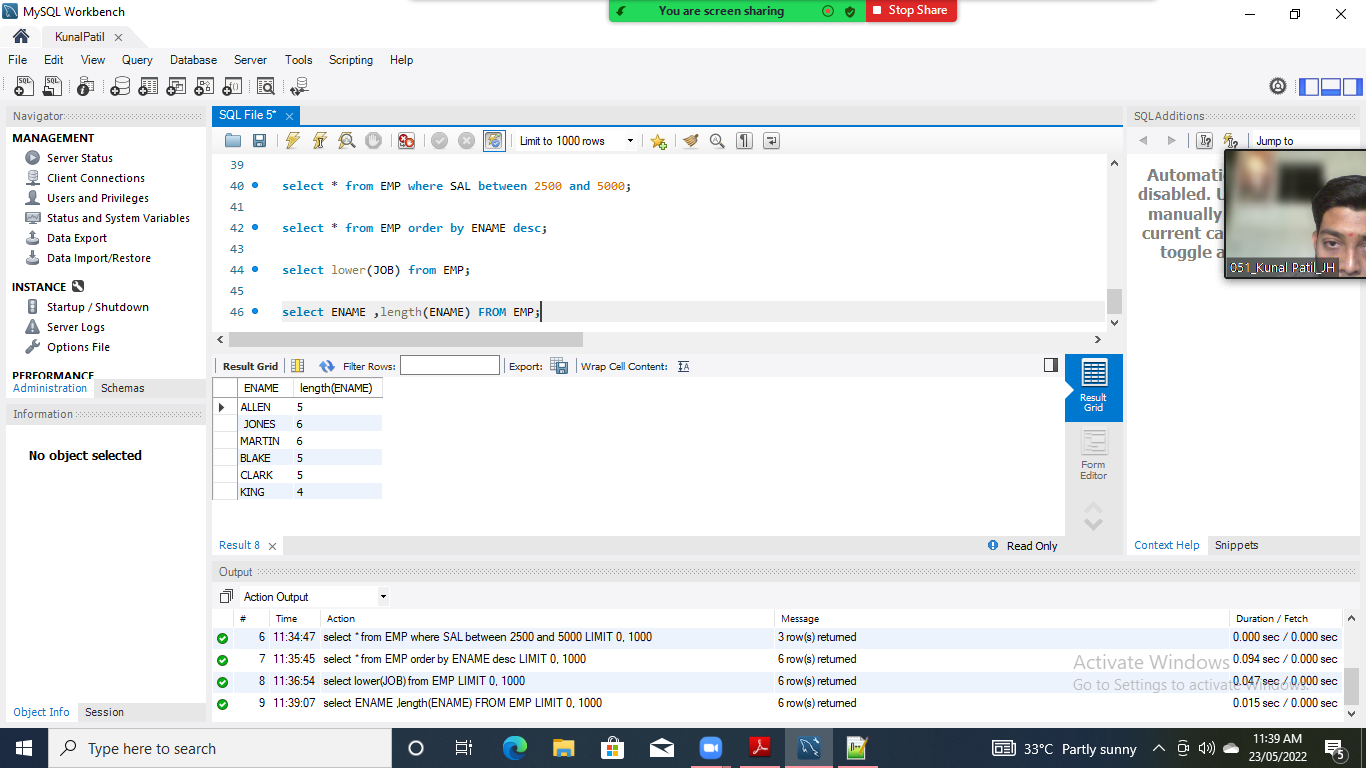 MySQL Workbench
You are screen sharing
Stop Share
KunalPatil
File Edit View Query Database Server Tools Scripting Help
Navigator
MANAGEMENT
Server Status
Client Connections
Users and Privileges
Status and System Variables
Data Export
Data Import/Restore
INSTANCE
Startup / Shutdown
Server Logs
Options File
PERFORMANCE
Administration Schemas
Information
No object selected
Object Info Session
SQL File 5*
Limit to 1000 rows
39
40 select * from EMP where SAL between 2500 and 5000;
41
42 select * from EMP order by ENAME desc;
43
44 select lower(JOB) from EMP;
45
46 select ENAME ,length(ENAME) FROM EMP;
Result Grid Filter Rows: Export: Wrap Cell Content:
ENAME length(ENAME)
ALLEN 5
JONES 6
MARTIN 6
BLAKE 5
CLARK 5
KING 4
Result Grid
Form Editor
Result 8
Read Only
SQLAdditions
Jump to
Automati
disabled. U
manually
current ca
toggle a
051_Kunal Patil_JH
Context Help Snippets
Output
Action Output
# Time Action Message Duration / Fetch
6 11:34:47 select * from EMP where SAL between 2500 and 5000 LIMIT 0, 1000 3 row(s) returned 0.000 sec / 0.000 sec
7 11:35:45 select * from EMP order by ENAME desc LIMIT 0, 1000 6 row(s) returned 0.094 sec / 0.000 sec
8 11:36:54 select lower(JOB) from EMP LIMIT 0, 1000 6 row(s) returned 0.047 sec / 0.000 sec
9 11:39:07 select ENAME ,length(ENAME) FROM EMP LIMIT 0, 1000 6 row(s) returned 0.015 sec / 0.000 sec
Activate Windows
Go to Settings to activate Windows.
Type here to search
33°C Partly sunny
11:39 AM
23/05/2022
5